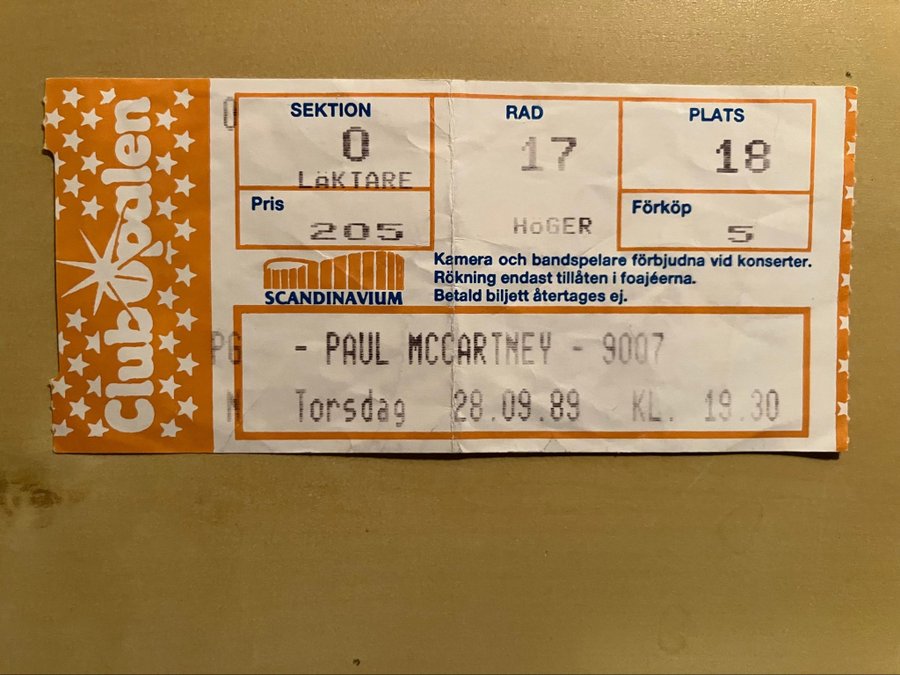 Club Opalen
SEKTION
O
LÄKTARE
RAD
17
HöGER
PLATS
18
Pris
205
Förköp
5
SCANDINAVIUM
Kamera och bandspelare förbjudna vid konserter.
Rökning endast tillåten i foajéerna.
Betald biljett återtages ej.
PG - PAUL MCCARTNEY - 9007
N Torsdag 28.09.89 KL. 19.30